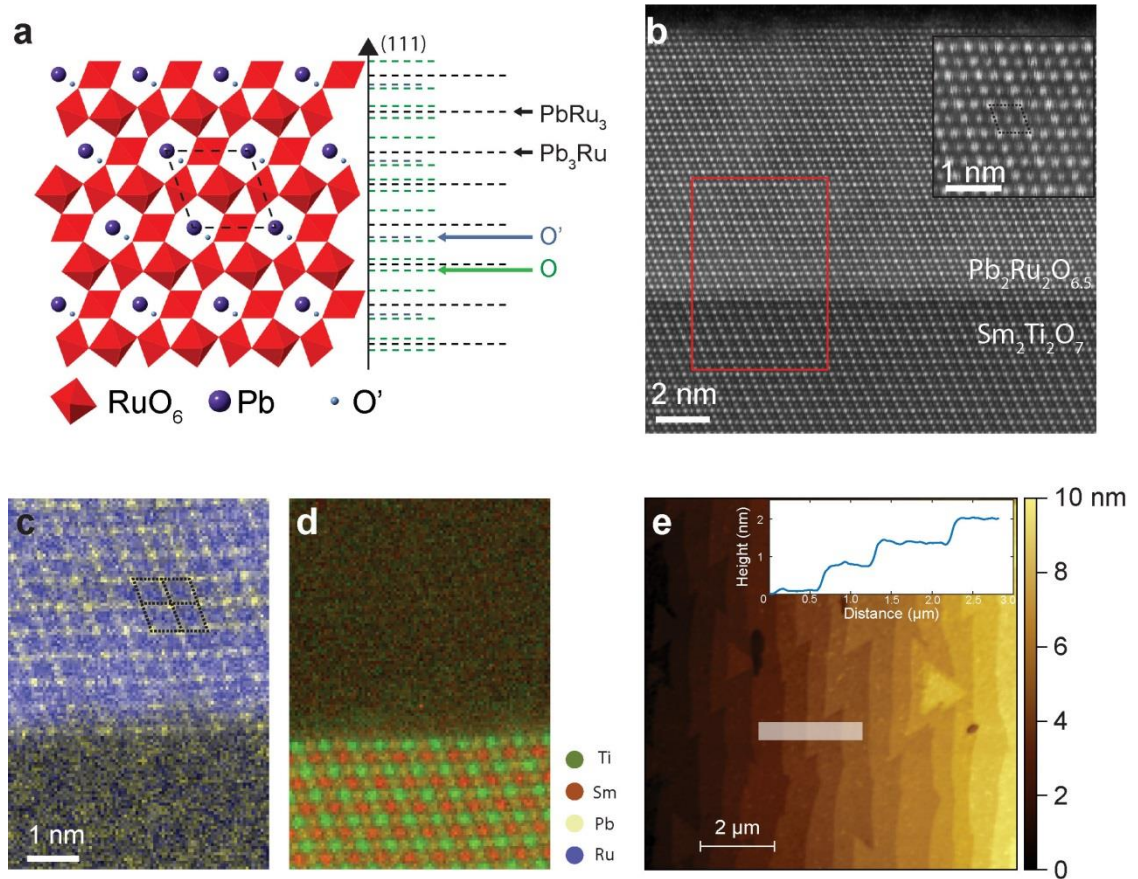 a
(111)
PbRu₃
Pb₃Ru
O'
O
RuO₆
Pb
O'
b
1 nm
Pb₂Ru₂O₆.₅
Sm₂Ti₂O₇
2 nm
c
1 nm
d
Ti
Sm
Pb
Ru
e
Height (nm)
2
1
0
0.5
1.0
1.5
2.0
2.5
3.0
Distance (μm)
2 μm
10 nm
8
6
4
2
0